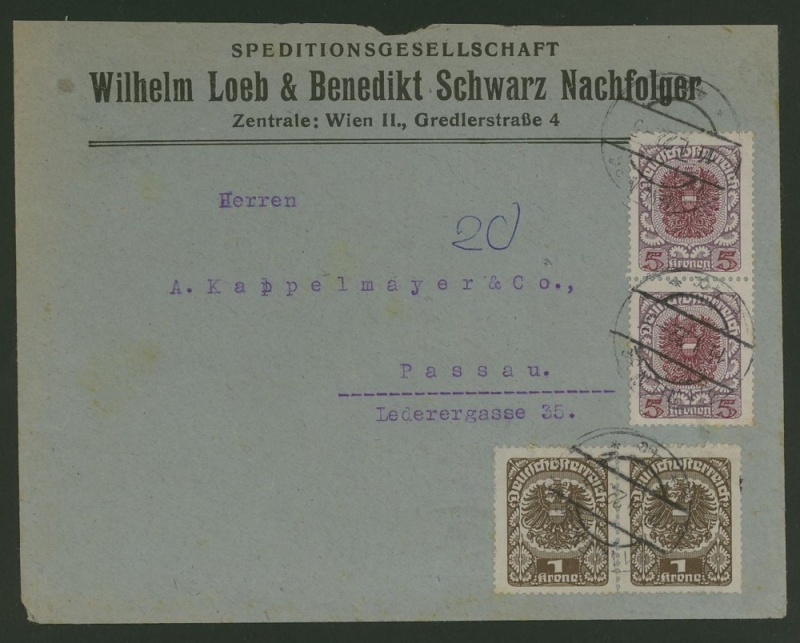 SPEDITIONSGESELLSCHAFT
Wilhelm Loeb & Benedikt Schwarz Nachfolger
Zentrale: Wien II., Gredlerstraße 4
Herren
20
A. Kappelmayer & Co.,
Passau.
Lederergasse 35.
Deutschösterreich
5 Kronen 5
Deutschösterreich
5 Kronen 5
Deutschösterreich
1
Krone
Deutschösterreich
1
Krone